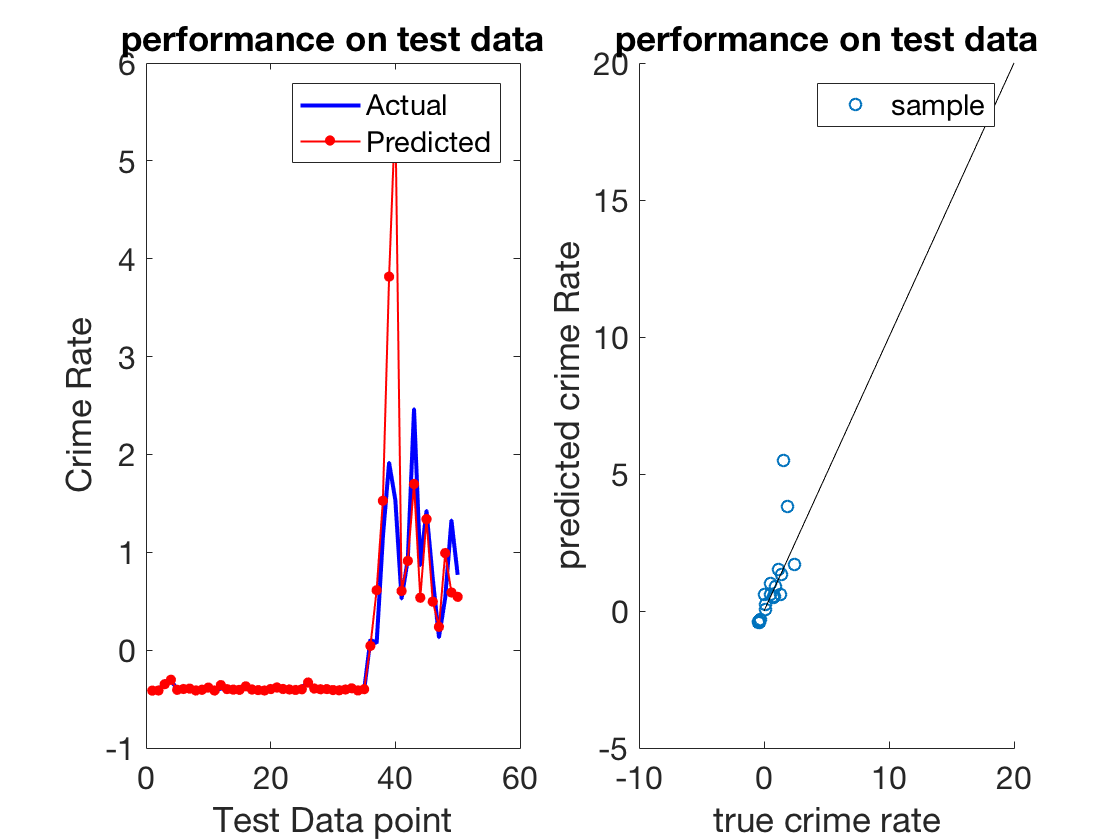 performance on test data
6
5
4
3
2
1
0
-1
Crime Rate
Actual
Predicted
0 20 40 60
Test Data point
performance on test data
20
15
10
5
0
-5
predicted crime Rate
sample
-10 0 10 20
true crime rate